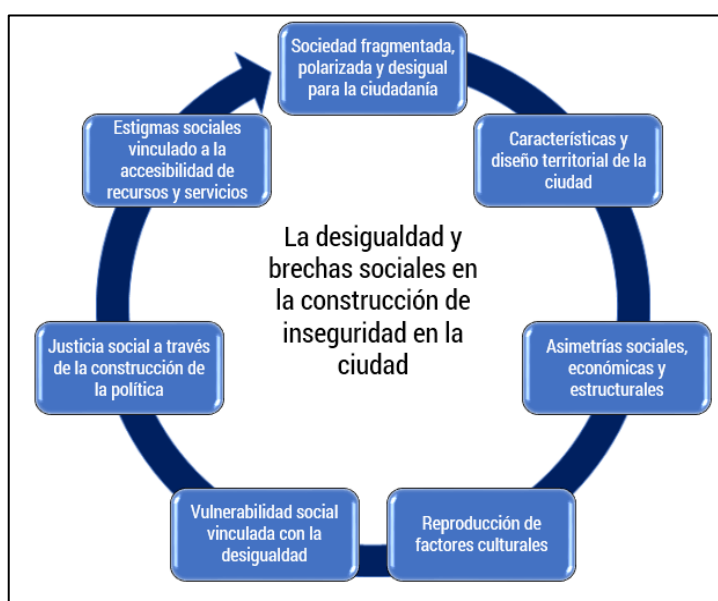 Sociedad fragmentada,
polarizada y desigual
para la ciudadanía
Características y
diseño territorial de la
ciudad
Asimetrías sociales,
económicas y
estructurales
Reproducción de
factores culturales
Vulnerabilidad social
vinculada con la
desigualdad
Justicia social a través
de la construcción de
la política
Estigmas sociales
vinculado a la
accesibilidad de
recursos y servicios
La desigualdad y
brechas sociales en
la construcción de
inseguridad en la
ciudad